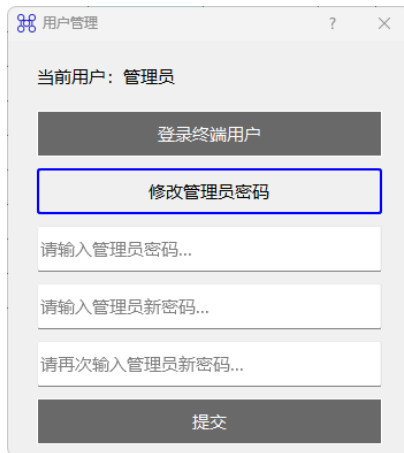 用户管理
当前用户：管理员
登录终端用户
修改管理员密码
请输入管理员密码...
请输入管理员新密码...
请再次输入管理员新密码...
提交